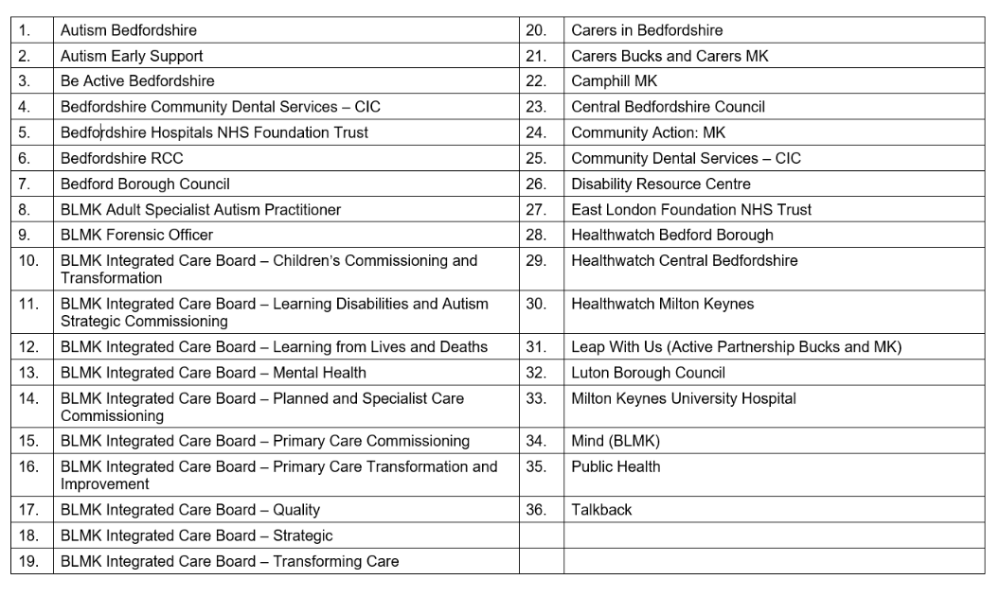 1. Autism Bedfordshire
2. Autism Early Support
3. Be Active Bedfordshire
4. Bedfordshire Community Dental Services – CIC
5. Bedfordshire Hospitals NHS Foundation Trust
6. Bedfordshire RCC
7. Bedford Borough Council
8. BLMK Adult Specialist Autism Practitioner
9. BLMK Forensic Officer
10. BLMK Integrated Care Board – Children’s Commissioning and
Transformation
11. BLMK Integrated Care Board – Learning Disabilities and Autism
Strategic Commissioning
12. BLMK Integrated Care Board – Learning from Lives and Deaths
13. BLMK Integrated Care Board – Mental Health
14. BLMK Integrated Care Board – Planned and Specialist Care
Commissioning
15. BLMK Integrated Care Board – Primary Care Commissioning
16. BLMK Integrated Care Board – Primary Care Transformation and
Improvement
17. BLMK Integrated Care Board – Quality
18. BLMK Integrated Care Board – Strategic
19. BLMK Integrated Care Board – Transforming Care
20. Carers in Bedfordshire
21. Carers Bucks and Carers MK
22. Camphill MK
23. Central Bedfordshire Council
24. Community Action: MK
25. Community Dental Services – CIC
26. Disability Resource Centre
27. East London Foundation NHS Trust
28. Healthwatch Bedford Borough
29. Healthwatch Central Bedfordshire
30. Healthwatch Milton Keynes
31. Leap With Us (Active Partnership Bucks and MK)
32. Luton Borough Council
33. Milton Keynes University Hospital
34. Mind (BLMK)
35. Public Health
36. Talkback